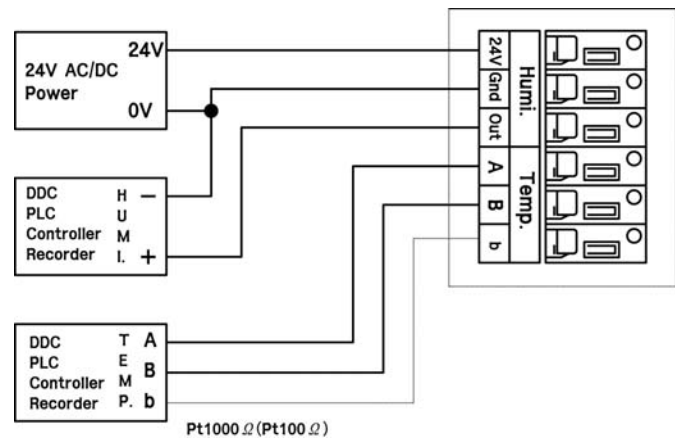 24V AC/DC
Power
24V
0V
DDC
PLC
Controller
Recorder
H
U
M
I.
−
+
DDC
PLC
Controller
Recorder
T
E
M
P.
A
B
b
Pt1000Ω(Pt100Ω)
24V
Gnd
Out
A
B
b
Humi.
Temp.